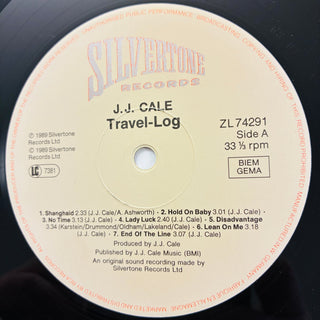 SILVERTONE
RECORDS
J.J. CALE
Travel-Log
ZL 74291
Side A
33 ⅓ rpm
℗ 1989 Silvertone
Records Ltd
© 1989 Silvertone
Records Ltd
LC 7381
BIEM
GEMA
1. Shanghaid 2.33 (J.J. Cale/A. Ashworth) - 2. Hold On Baby 3.01 (J.J. Cale) -
3. No Time 3.13 (J.J. Cale) - 4. Lady Luck 2.40 (J.J. Cale) - 5. Disadvantage
3.34 (Karstein/Drummond/Oldham/Lakeland/Cale) - 6. Lean On Me 3.18
(J.J. Cale) - 7. End Of The Line 3.07 (J.J. Cale)
Produced by J.J. Cale
Published by J.J. Cale Music (BMI)
An original sound recording made by
Silvertone Records Ltd